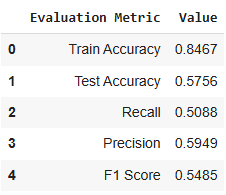 Evaluation Metric Value
0 Train Accuracy 0.8467
1 Test Accuracy 0.5756
2 Recall 0.5088
3 Precision 0.5949
4 F1 Score 0.5485